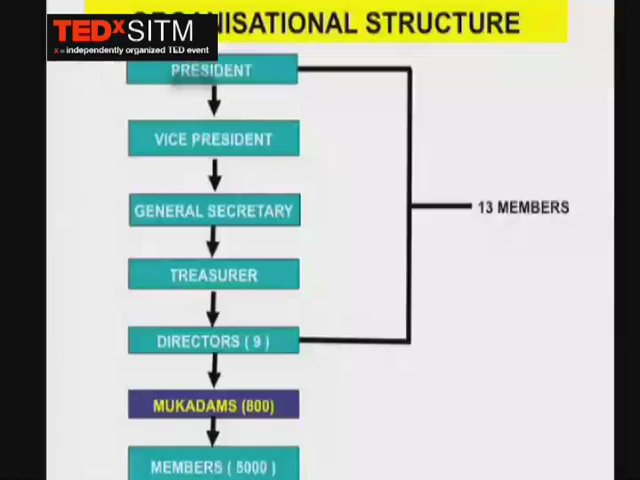 TEDxSITM
x = independently organized TED event
ORGANISATIONAL STRUCTURE
PRESIDENT
VICE PRESIDENT
GENERAL SECRETARY
13 MEMBERS
TREASURER
DIRECTORS ( 9 )
MUKADAMS (800)
MEMBERS ( 5000 )